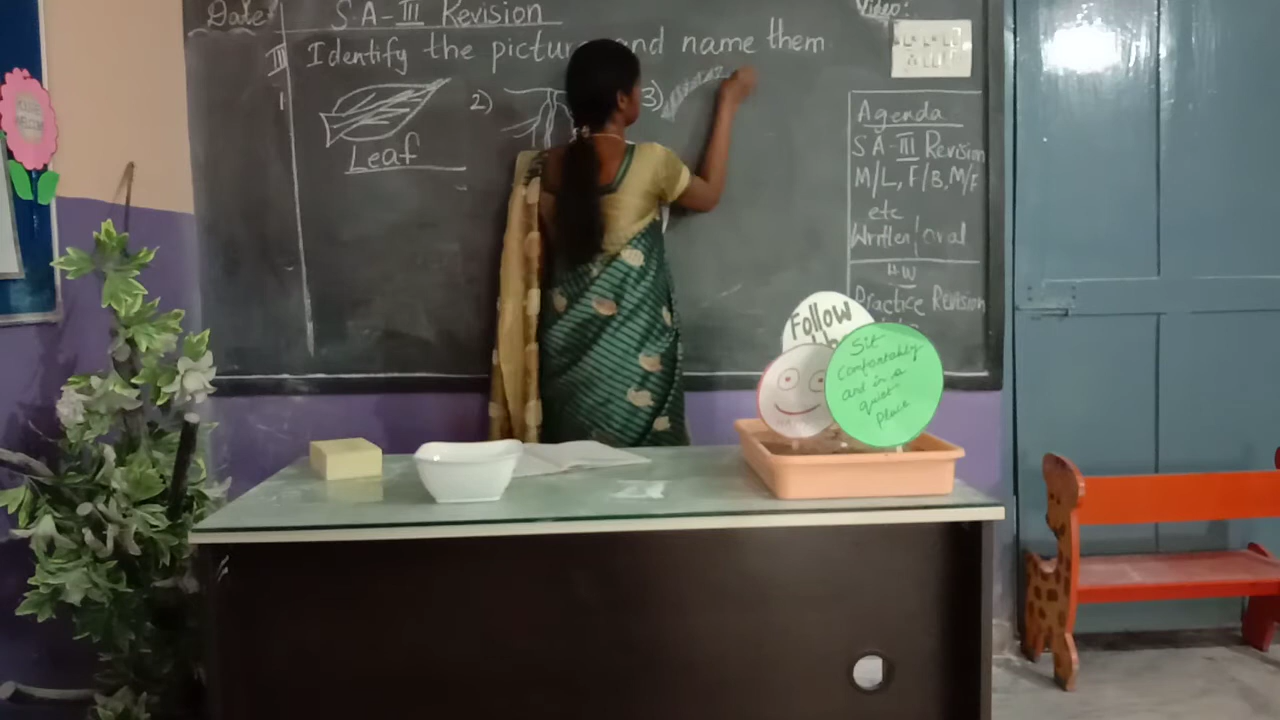 Date:
S.A-III Revision
III Identify the picture and name them
1
Leaf
2)
3)
Video:
Agenda
S A-III Revision
M/L, F/B, M/F
etc
Written/oral
H.W
Practice Revision
Follow
Sit
Comfortably
and in a
quiet
Place